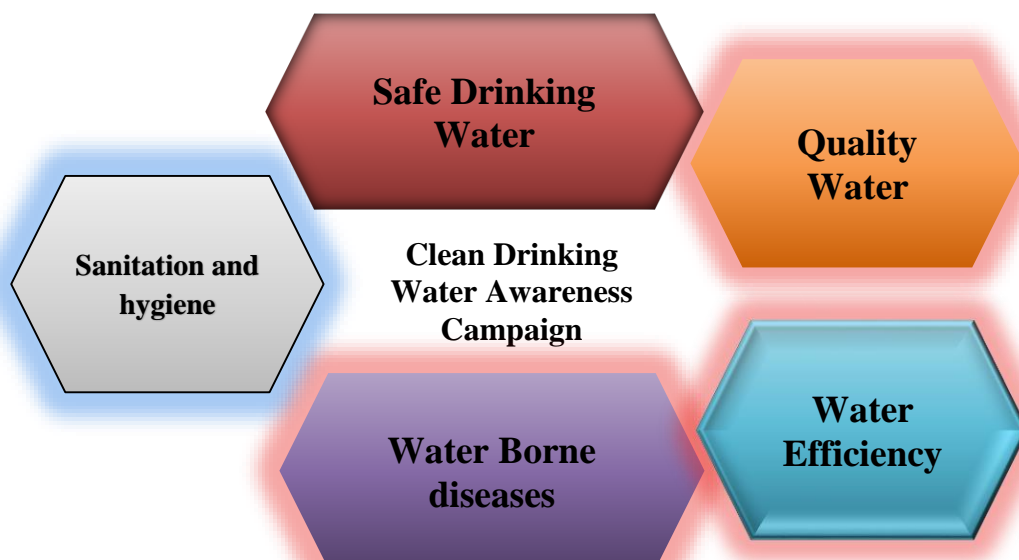 Safe Drinking
Water
Quality
Water
Sanitation and
hygiene
Clean Drinking
Water Awareness
Campaign
Water
Efficiency
Water Borne
diseases